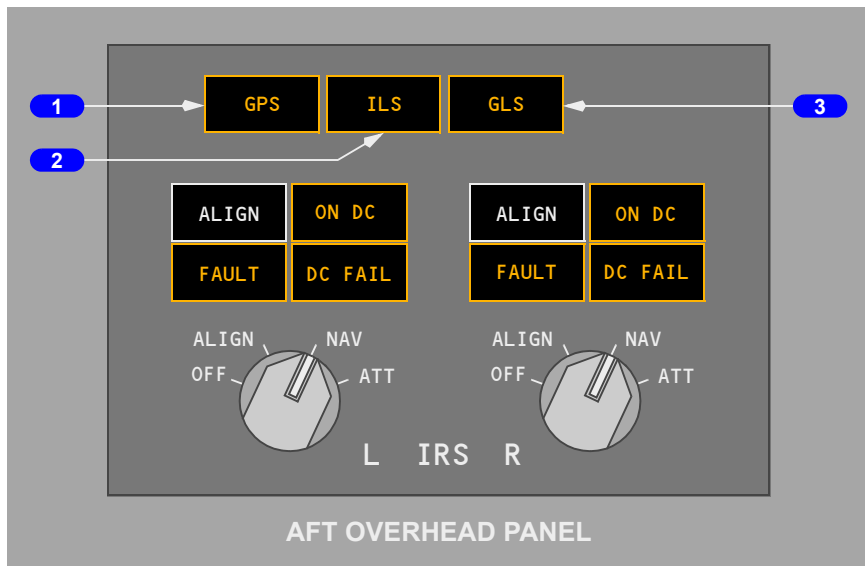 GPS ILS GLS
1 3
2
ALIGN ON DC ALIGN ON DC
FAULT DC FAIL FAULT DC FAIL
ALIGN NAV ALIGN NAV
OFF ATT OFF ATT
L IRS R
AFT OVERHEAD PANEL